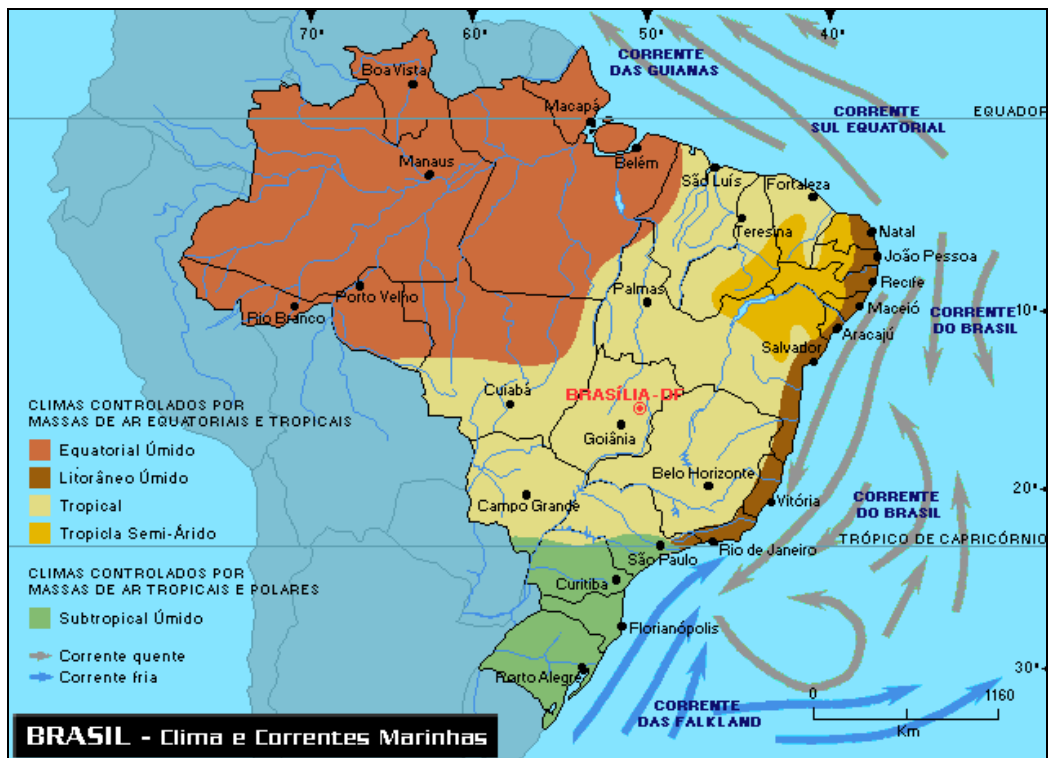 70°
60°
50°
40°
CORRENTE
DAS GUIANAS
Boa Vista
Macapá
CORRENTE
SUL EQUATORIAL
EQUADOR
Manaus
Belém
São Luís
Fortaleza
Teresina
Natal
João Pessoa
Recife
Palmas
Porto Velho
Rio Branco
Maceió
10°
CORRENTE
DO BRASIL
Aracajú
Salvador
Cuiabá
BRASÍLIA-DF
Goiânia
CLIMAS CONTROLADOS POR
MASSAS DE AR EQUATORIAIS E TROPICAIS
Equatorial Úmido
Litorâneo Úmido
Tropical
Tropicla Semi-Árido
Belo Horizonte
Campo Grande
Vitória
20°
CORRENTE
DO BRASIL
TRÓPICO DE CAPRICÓRNIO
Rio de Janeiro
São Paulo
Curitiba
CLIMAS CONTROLADOS POR
MASSAS DE AR TROPICAIS E POLARES
Subtropical Úmido
Corrente quente
Corrente fria
Florianópolis
Porto Alegre
30°
CORRENTE
DAS FALKLAND
0
1160
Km
BRASIL - Clima e Correntes Marinhas